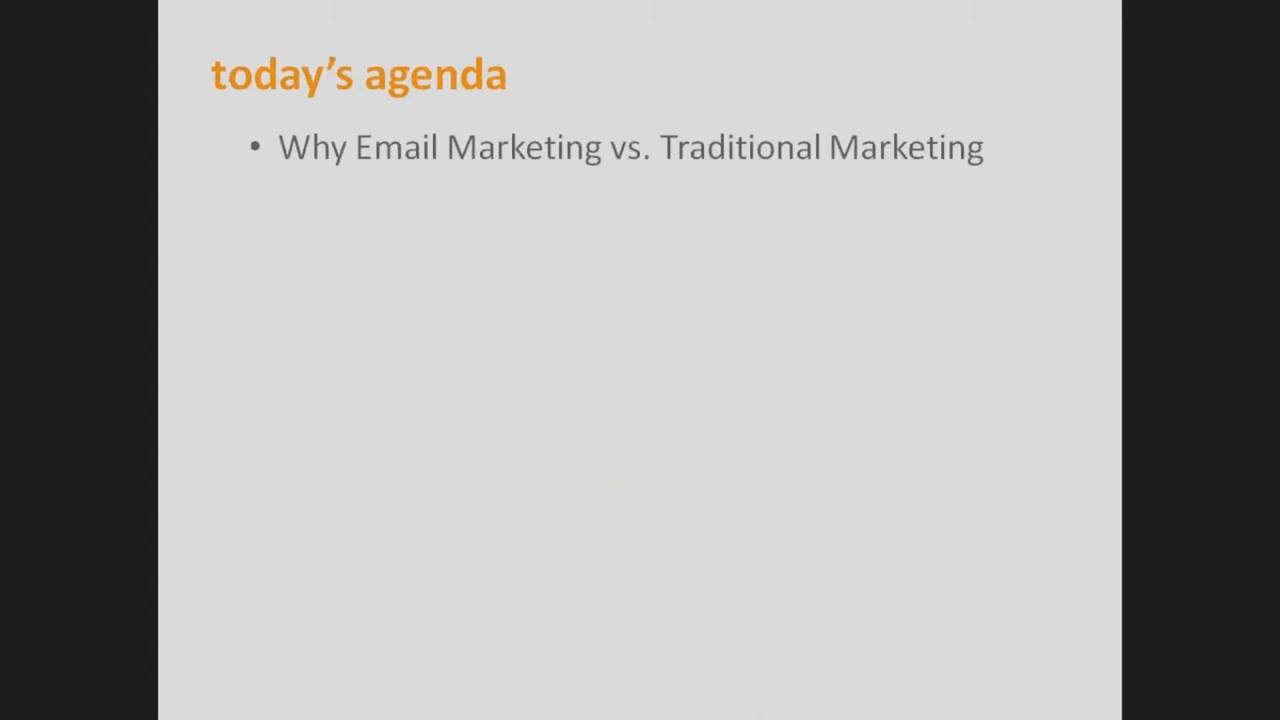 today’s agenda
• Why Email Marketing vs. Traditional Marketing